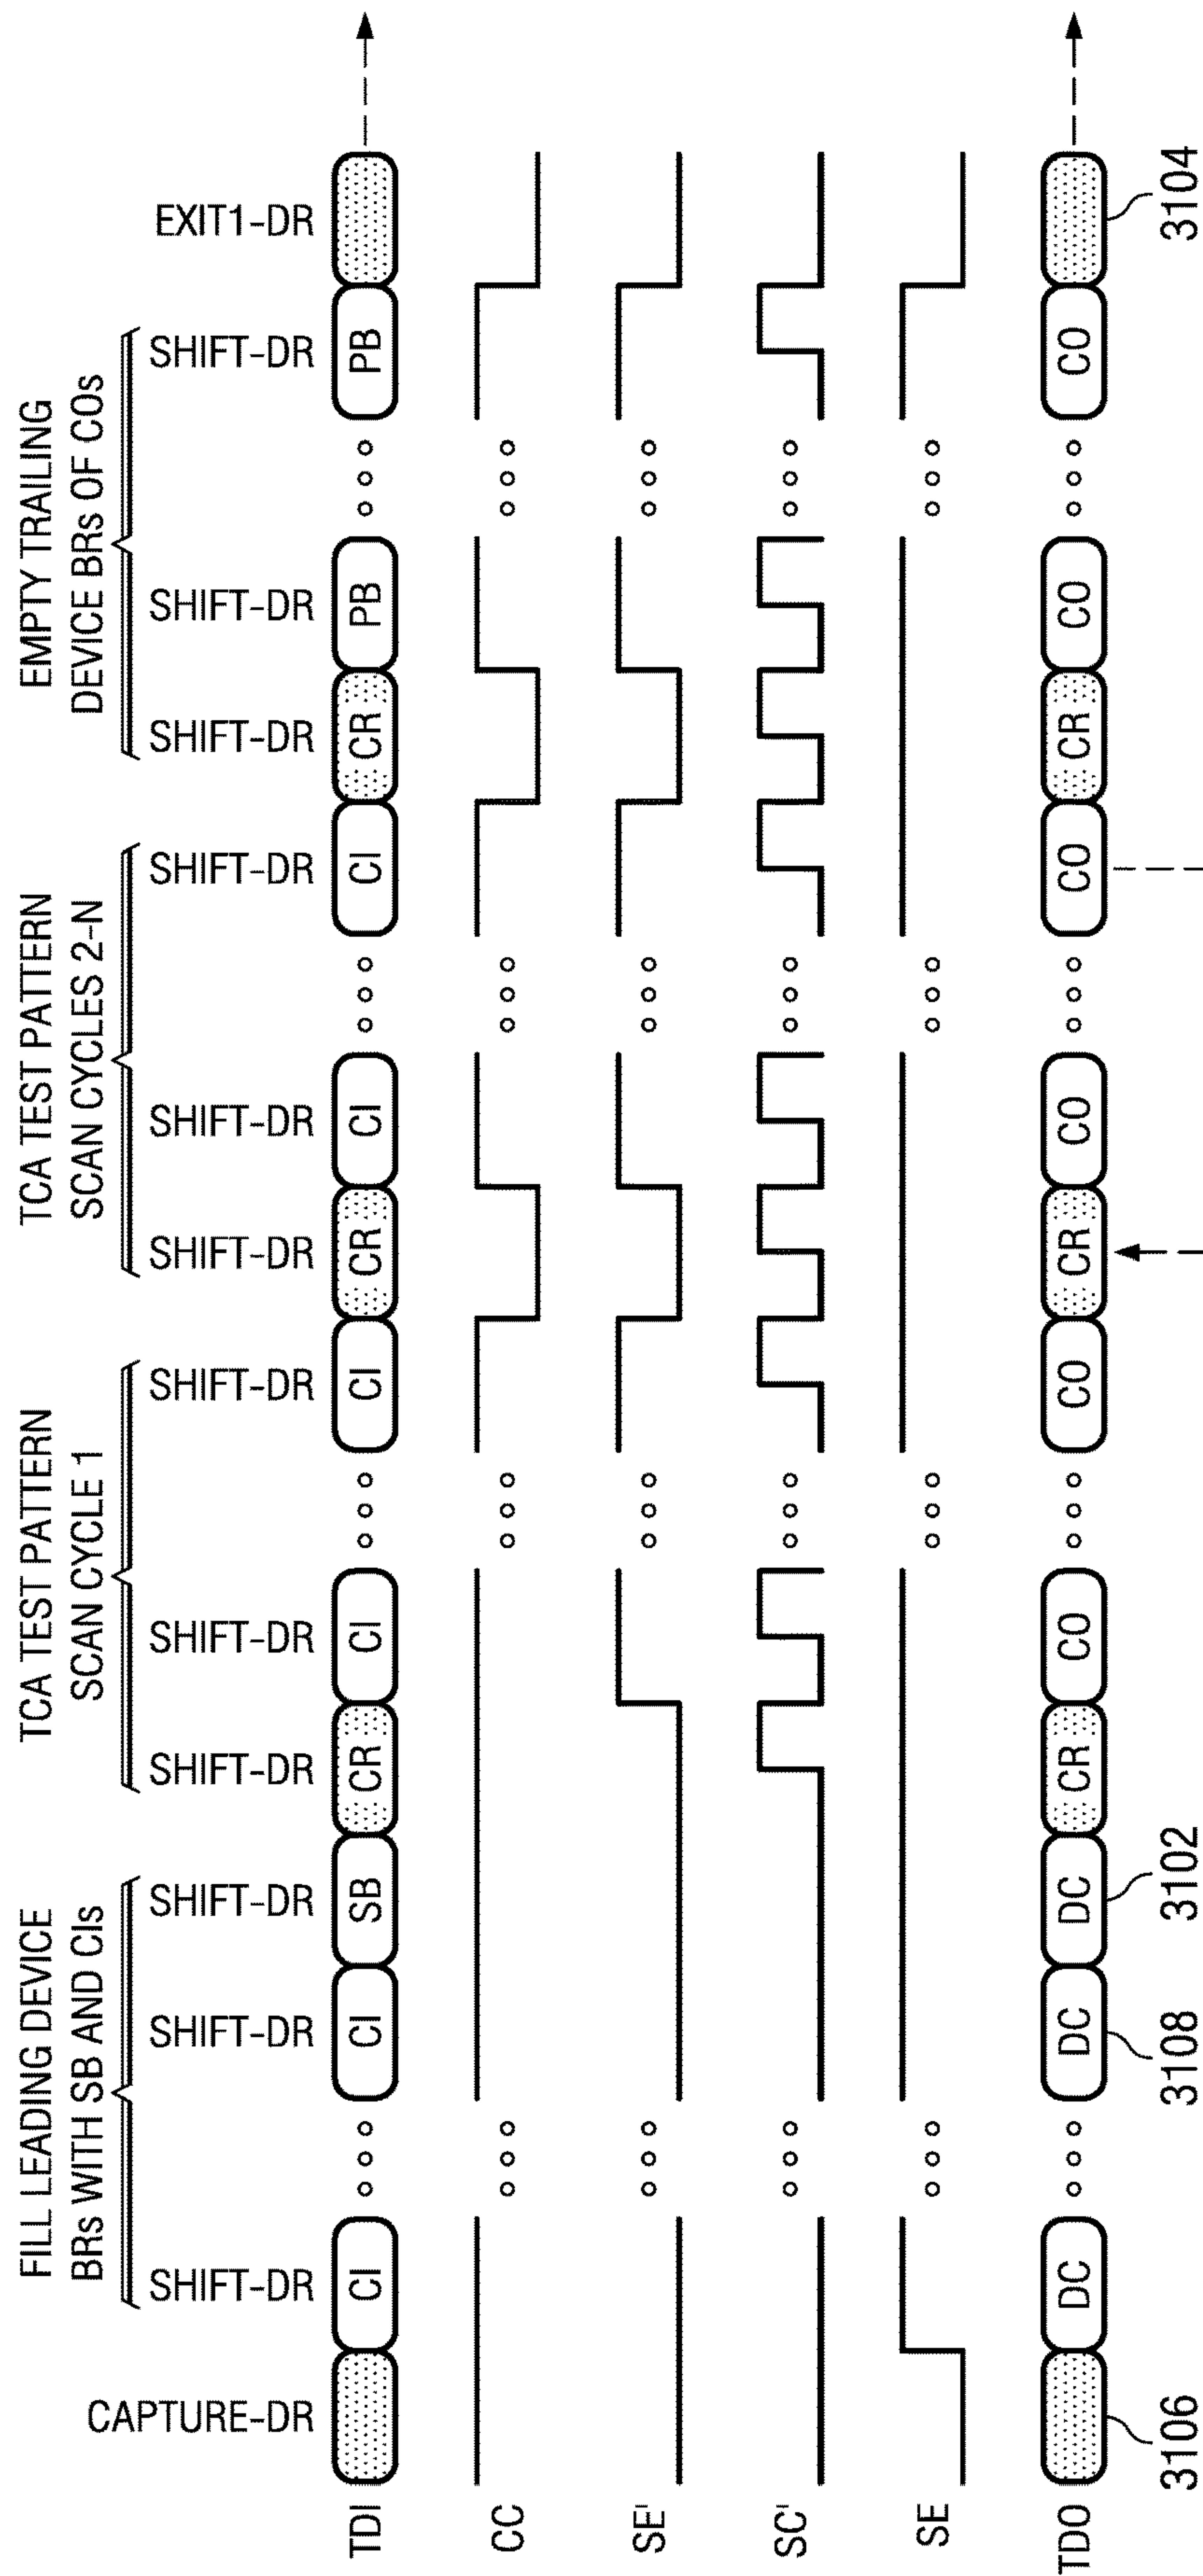 FILL LEADING DEVICE
BRs WITH SB AND CIs
TCA TEST PATTERN
SCAN CYCLE 1
TCA TEST PATTERN
SCAN CYCLES 2-N
EMPTY TRAILING
DEVICE BRs OF COs
CAPTURE-DR SHIFT-DR SHIFT-DR SHIFT-DR SHIFT-DR SHIFT-DR SHIFT-DR SHIFT-DR SHIFT-DR SHIFT-DR SHIFT-DR SHIFT-DR SHIFT-DR EXIT1-DR
TDI CI CI SB CR CI CI CR CI CI CR PB PB
CC
SE'
SC'
SE
TDO DC DC DC CR CO CO CR CO CO CR CO CO
3106 3108 3102 3104